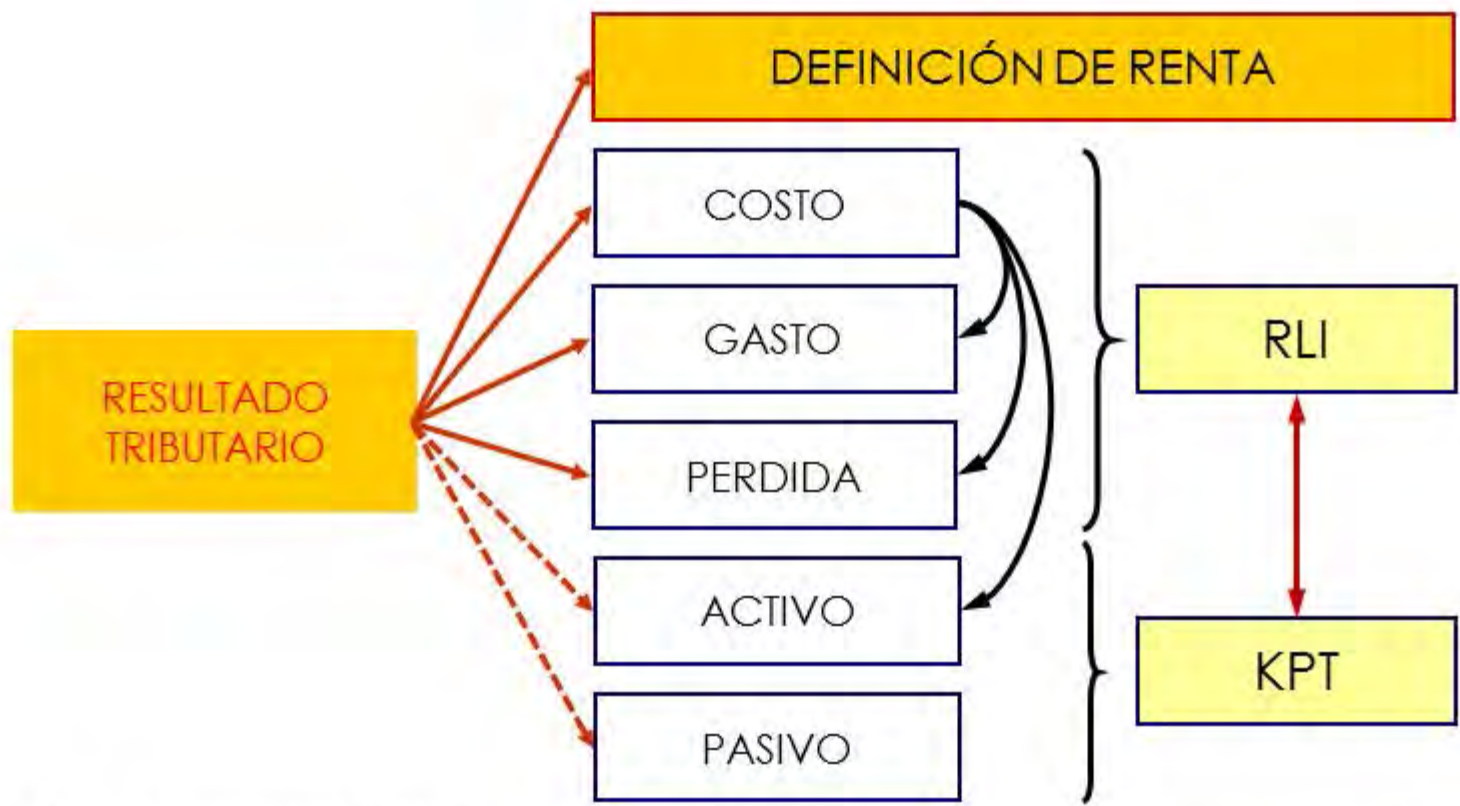 DEFINICIÓN DE RENTA
COSTO
GASTO
RLI
RESULTADO
TRIBUTARIO
PERDIDA
ACTIVO
KPT
PASIVO